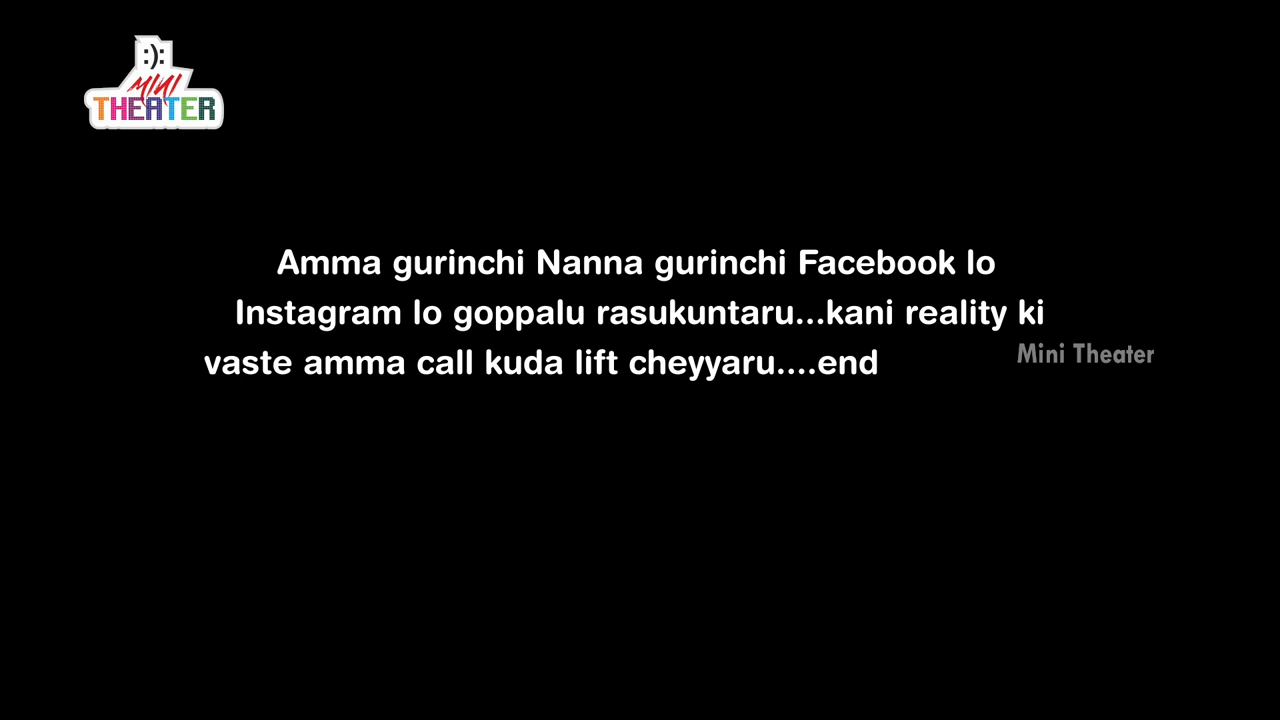 :):
MINI
THEATER
Amma gurinchi Nanna gurinchi Facebook lo
Instagram lo goppalu rasukuntaru...kani reality ki
vaste amma call kuda lift cheyyaru....end
Mini Theater